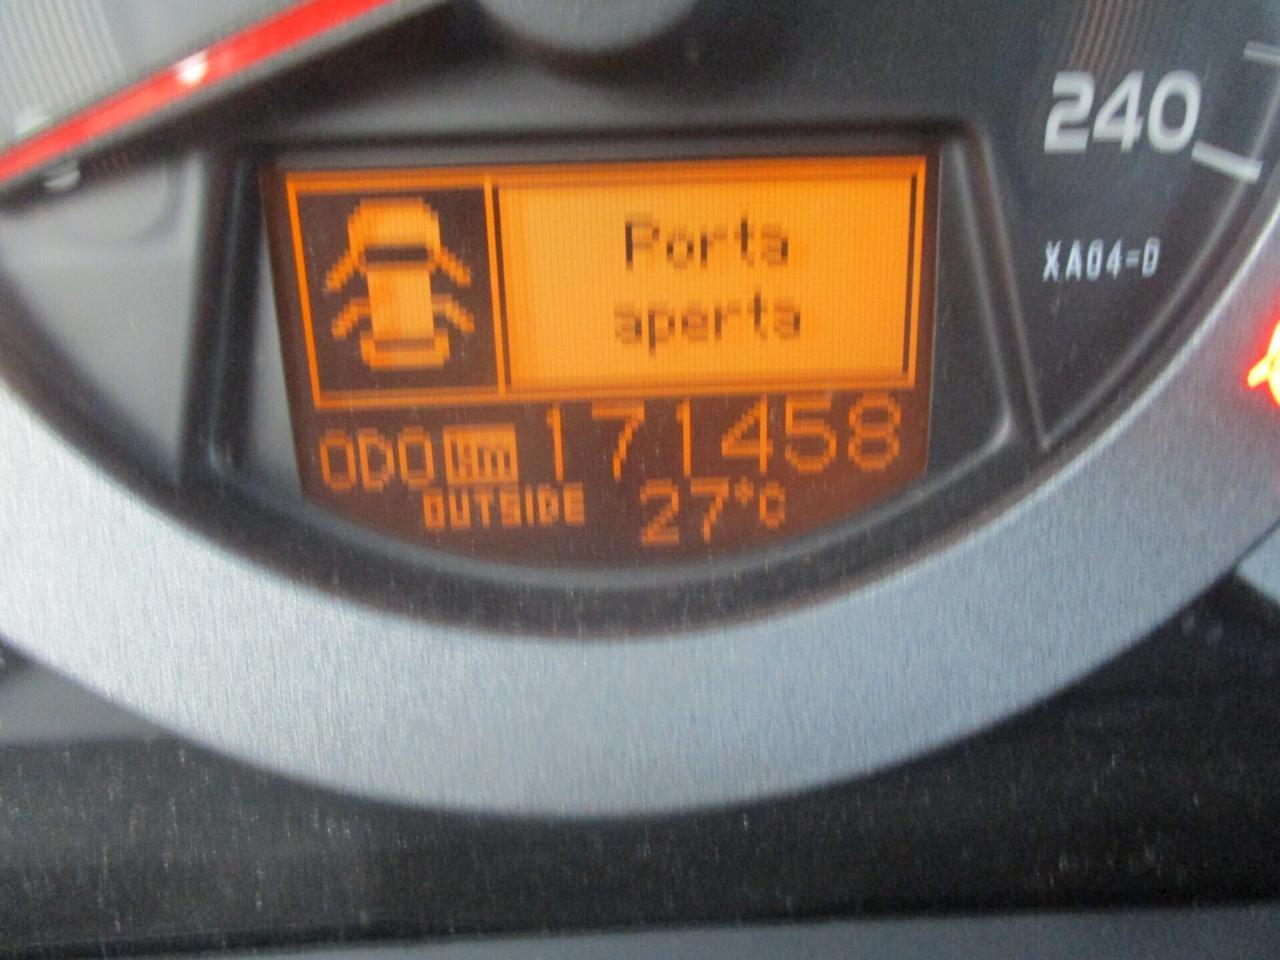 240
Porta
aperta
XA04=D
ODO km 171458
OUTSIDE 27°C